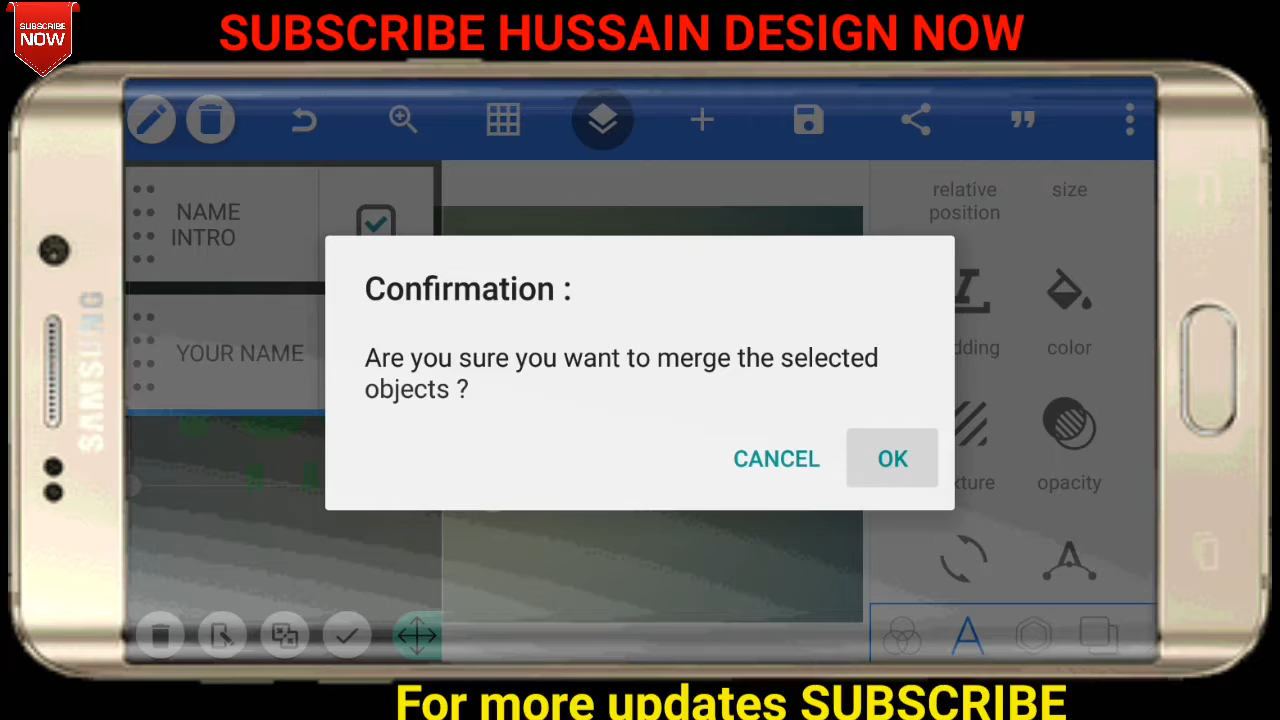 SUBSCRIBE
NOW
SUBSCRIBE HUSSAIN DESIGN NOW
NAME
INTRO
relative
position
size
Confirmation :
YOUR NAME
Are you sure you want to merge the selected
objects ?
color
CANCEL
OK
opacity
SAMSUNG
For more updates SUBSCRIBE